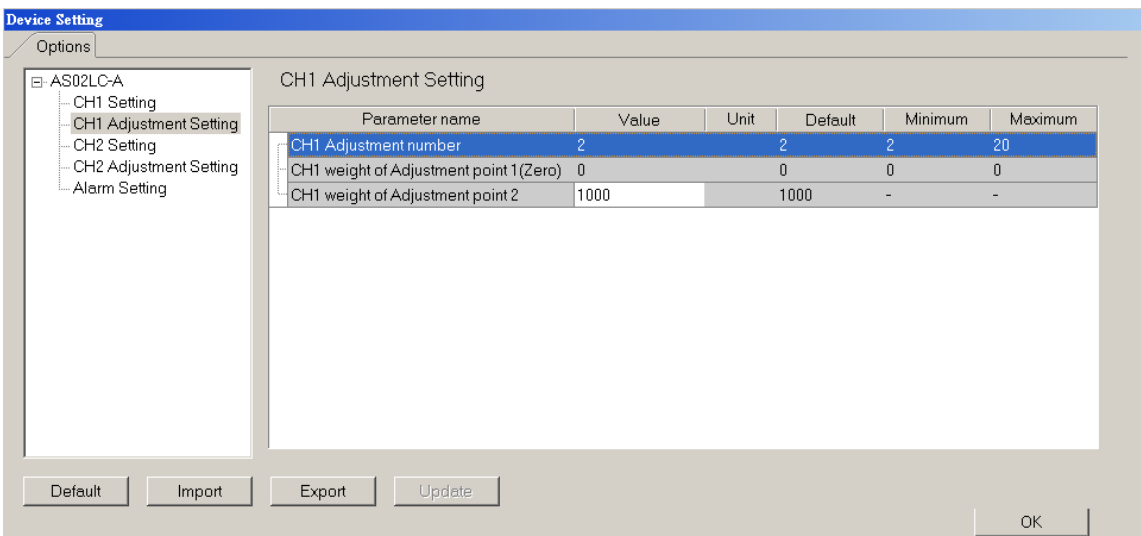 Device Setting
Options
AS02LC-A
CH1 Setting
CH1 Adjustment Setting
CH2 Setting
CH2 Adjustment Setting
Alarm Setting
CH1 Adjustment Setting
Parameter name Value Unit Default Minimum Maximum
CH1 Adjustment number 2 2 2 20
CH1 weight of Adjustment point 1(Zero) 0 0 0 0
CH1 weight of Adjustment point 2 1000 1000 - -
Default Import Export Update
OK